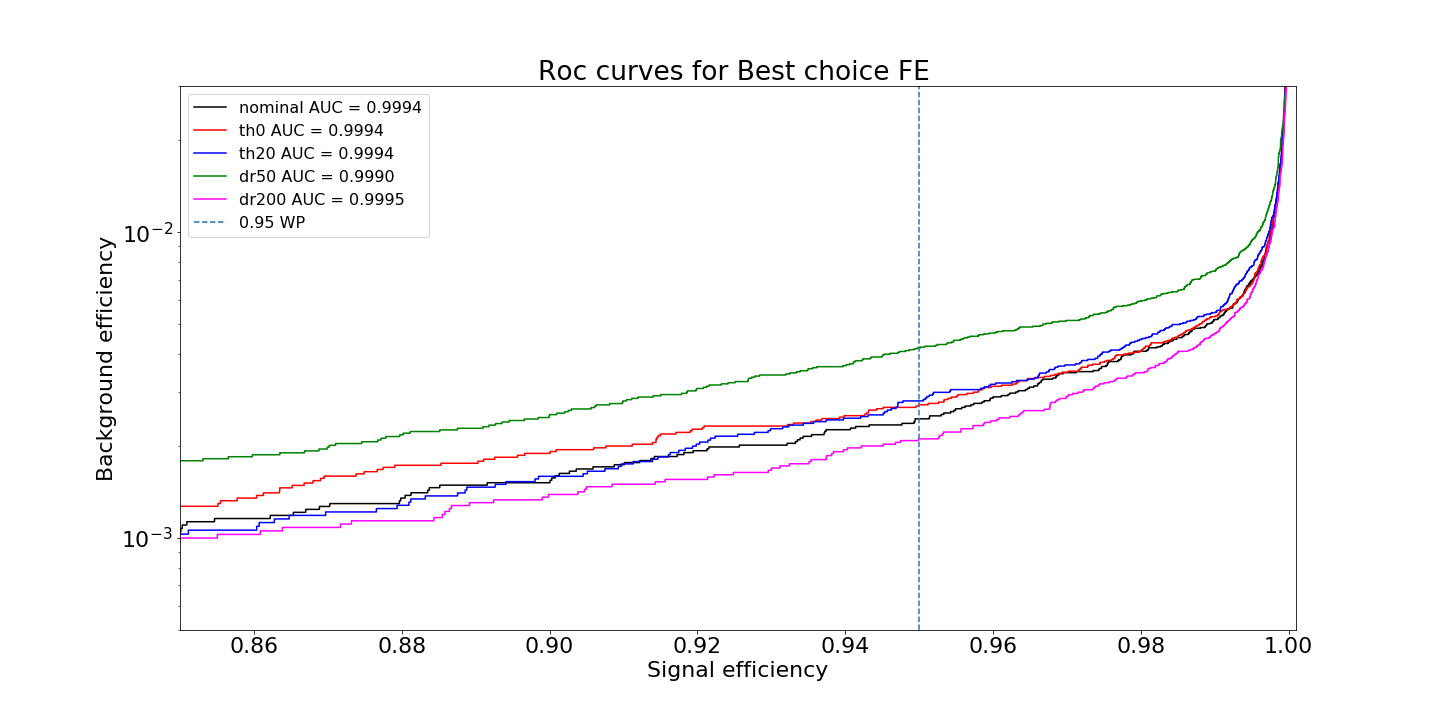 Roc curves for Best choice FE
nominal AUC = 0.9994
th0 AUC = 0.9994
th20 AUC = 0.9994
dr50 AUC = 0.9990
dr200 AUC = 0.9995
0.95 WP
Background efficiency
10⁻²
10⁻³
0.86 0.88 0.90 0.92 0.94 0.96 0.98 1.00
Signal efficiency